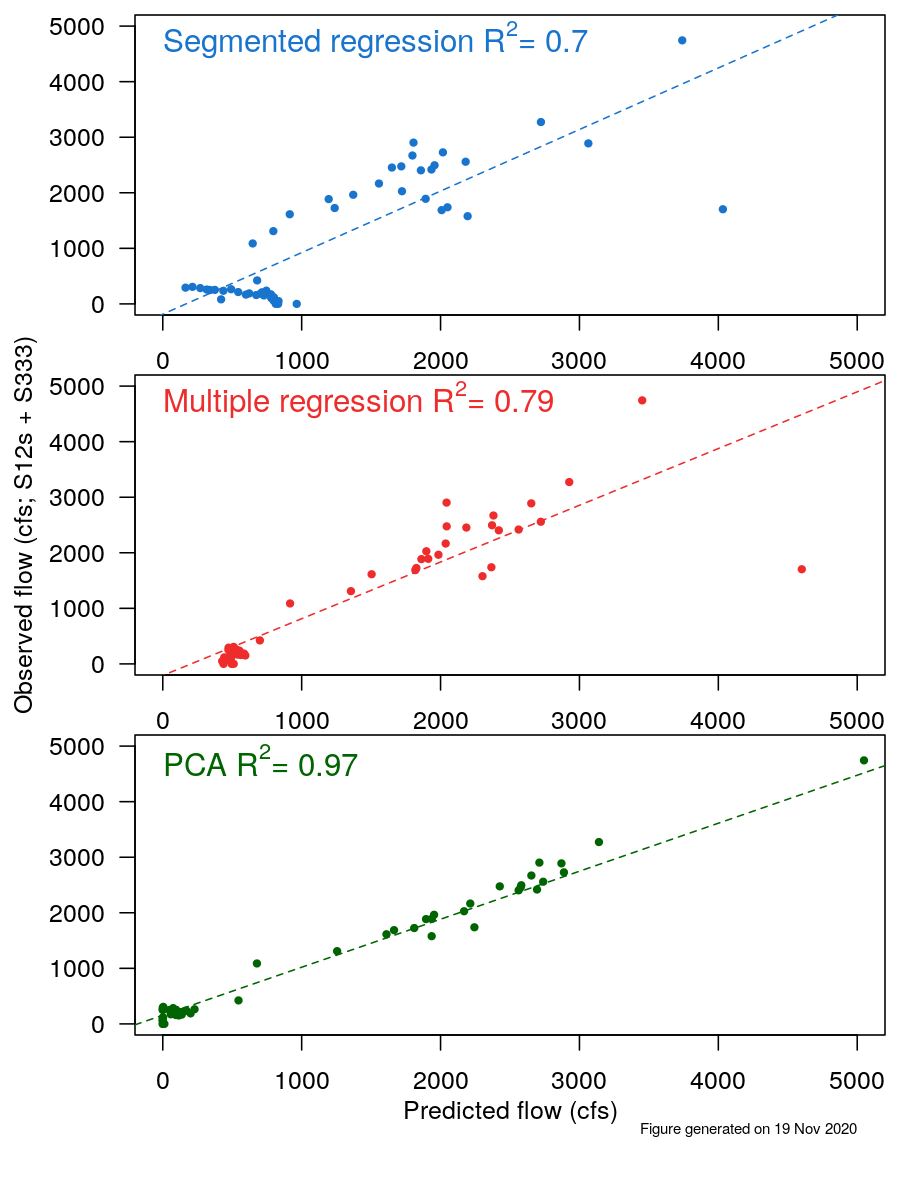 Segmented regression R2= 0.7
5000
4000
3000
2000
1000
0
0 1000 2000 3000 4000 5000
Multiple regression R2= 0.79
5000
4000
3000
2000
1000
0
0 1000 2000 3000 4000 5000
Observed flow (cfs; S12s + S333)
PCA R2= 0.97
5000
4000
3000
2000
1000
0
0 1000 2000 3000 4000 5000
Predicted flow (cfs)
Figure generated on 19 Nov 2020